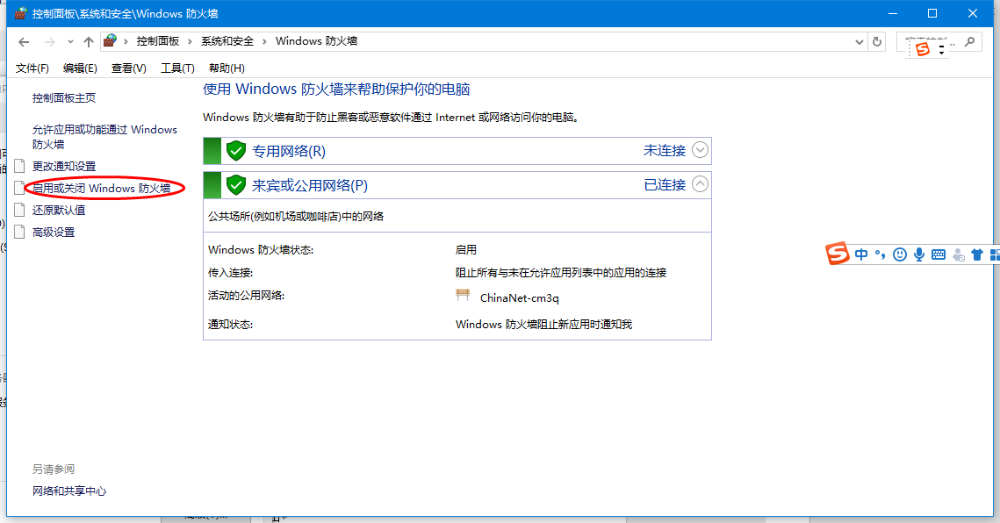 控制面板\系统和安全\Windows 防火墙
控制面板 › 系统和安全 › Windows 防火墙
文件(F) 编辑(E) 查看(V) 工具(T) 帮助(H)
控制面板主页
允许应用或功能通过 Windows
防火墙
更改通知设置
启用或关闭 Windows 防火墙
还原默认值
高级设置
使用 Windows 防火墙来帮助保护你的电脑
Windows 防火墙有助于防止黑客或恶意软件通过 Internet 或网络访问你的电脑。
专用网络(R) 未连接
来宾或公用网络(P) 已连接
公共场所(例如机场或咖啡店)中的网络
Windows 防火墙状态: 启用
传入连接: 阻止所有与未在允许应用列表中的应用的连接
活动的公用网络: ChinaNet-cm3q
通知状态: Windows 防火墙阻止新应用时通知我
中
另请参阅
网络和共享中心